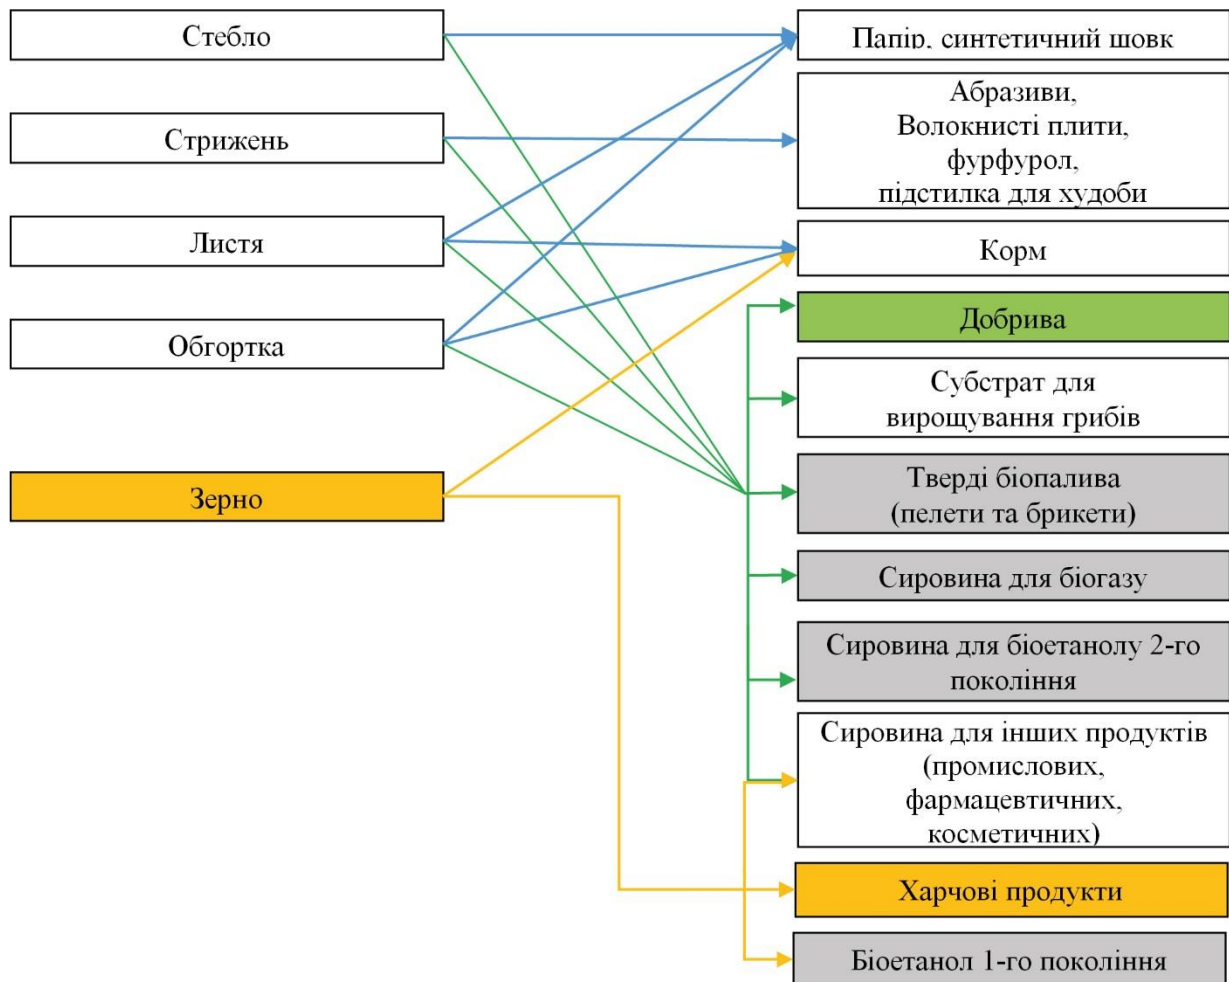 Стебло
Стрижень
Листя
Обгортка
Зерно
Папір, синтетичний шовк
Абразиви,
Волокнисті плити,
фурфурол,
підстилка для худоби
Корм
Добрива
Субстрат для
вирощування грибів
Тверді біопалива
(пелети та брикети)
Сировина для біогазу
Сировина для біоетанолу 2-го
покоління
Сировина для інших продуктів
(промислових,
фармацевтичних,
косметичних)
Харчові продукти
Біоетанол 1-го покоління